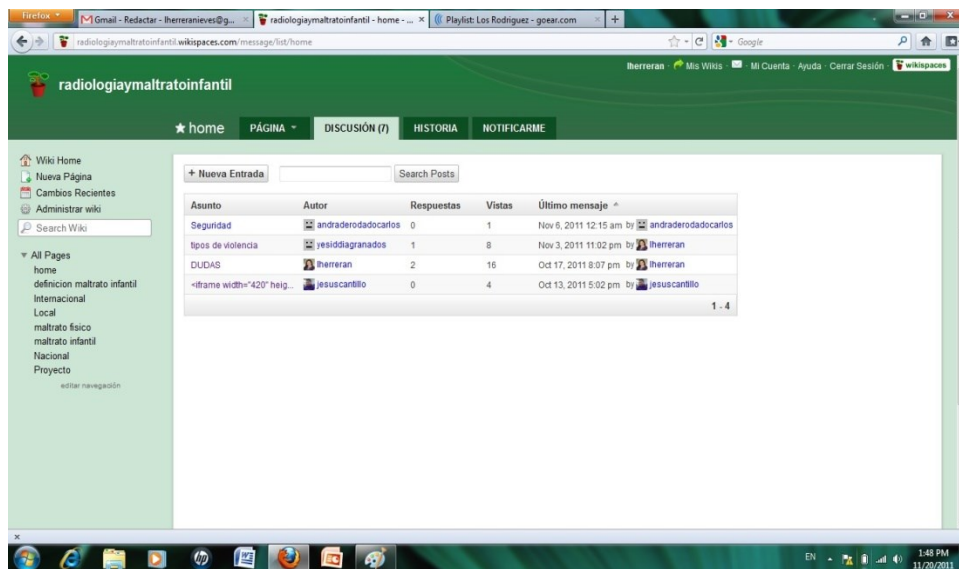 Firefox
Gmail - Redactar - lherreranieves@g... × radiologiaymaltratoinfantil - home - ... × Playlist: Los Rodriguez - goear.com × +
radiologiaymaltratoinfantil.wikispaces.com/message/list/home
Google
lherreran · Mis Wikis · Mi Cuenta · Ayuda · Cerrar Sesión · wikispaces
radiologiaymaltratoinfantil
★ home PÁGINA DISCUSIÓN (7) HISTORIA NOTIFICARME
Wiki Home
Nueva Página
Cambios Recientes
Administrar wiki
Search Wiki
All Pages
home
definicion maltrato infantil
Internacional
Local
maltrato fisico
maltrato infantil
Nacional
Proyecto
editar navegación
+ Nueva Entrada Search Posts
Asunto Autor Respuestas Vistas Último mensaje
Seguridad andraderodadocarlos 0 1 Nov 6, 2011 12:15 am by andraderodadocarlos
tipos de violencia yesiddiagranados 1 8 Nov 3, 2011 11:02 pm by lherreran
DUDAS lherreran 2 16 Oct 17, 2011 8:07 pm by lherreran
<iframe width="420" heig... jesuscantillo 0 4 Oct 13, 2011 5:02 pm by jesuscantillo
1 - 4
×
EN 1:48 PM
11/20/2011